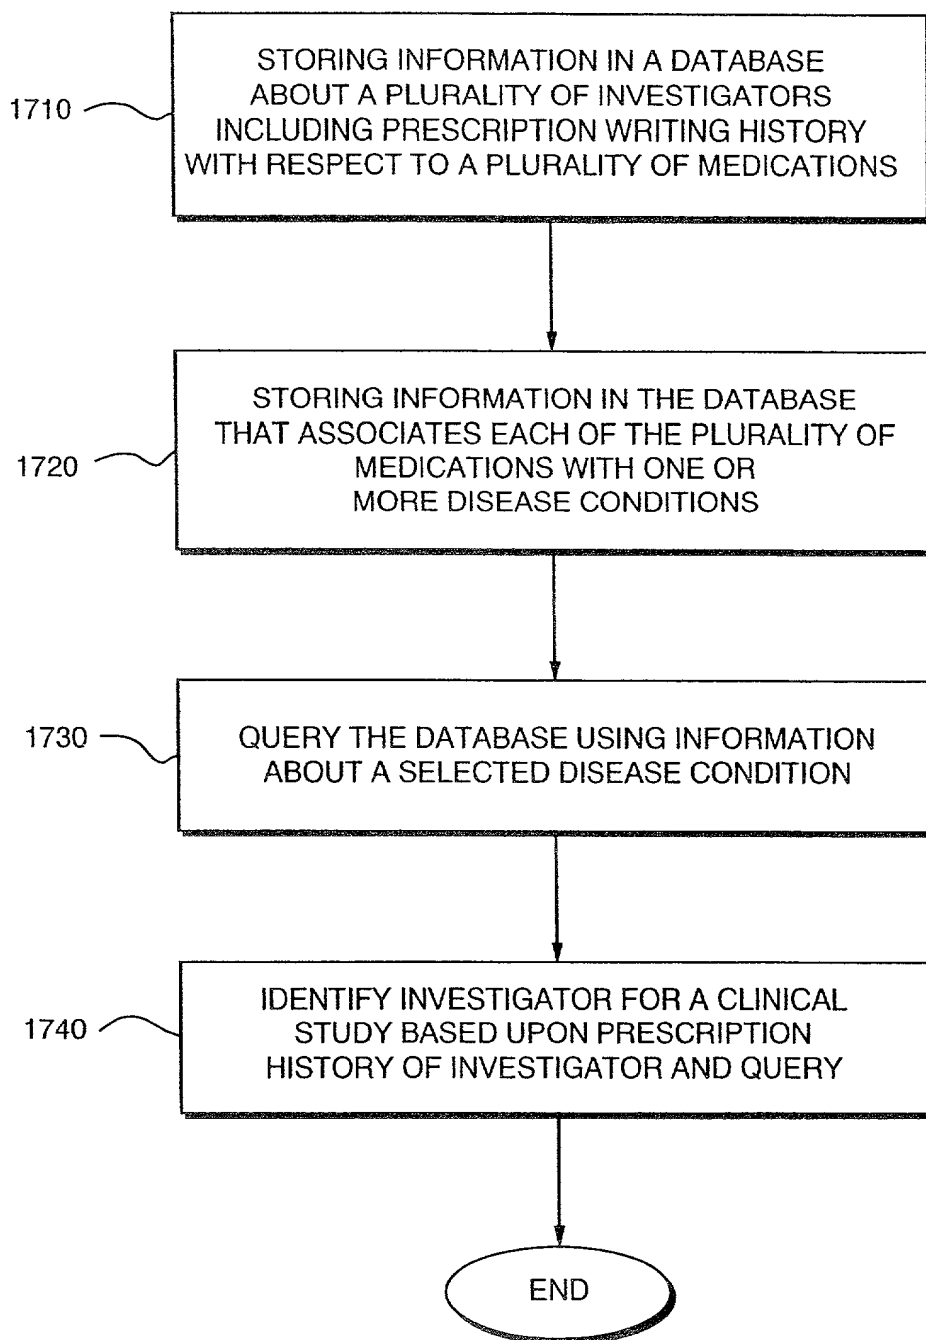 1710
STORING INFORMATION IN A DATABASE
ABOUT A PLURALITY OF INVESTIGATORS
INCLUDING PRESCRIPTION WRITING HISTORY
WITH RESPECT TO A PLURALITY OF MEDICATIONS
1720
STORING INFORMATION IN THE DATABASE
THAT ASSOCIATES EACH OF THE PLURALITY OF
MEDICATIONS WITH ONE OR
MORE DISEASE CONDITIONS
1730
QUERY THE DATABASE USING INFORMATION
ABOUT A SELECTED DISEASE CONDITION
1740
IDENTIFY INVESTIGATOR FOR A CLINICAL
STUDY BASED UPON PRESCRIPTION
HISTORY OF INVESTIGATOR AND QUERY
END